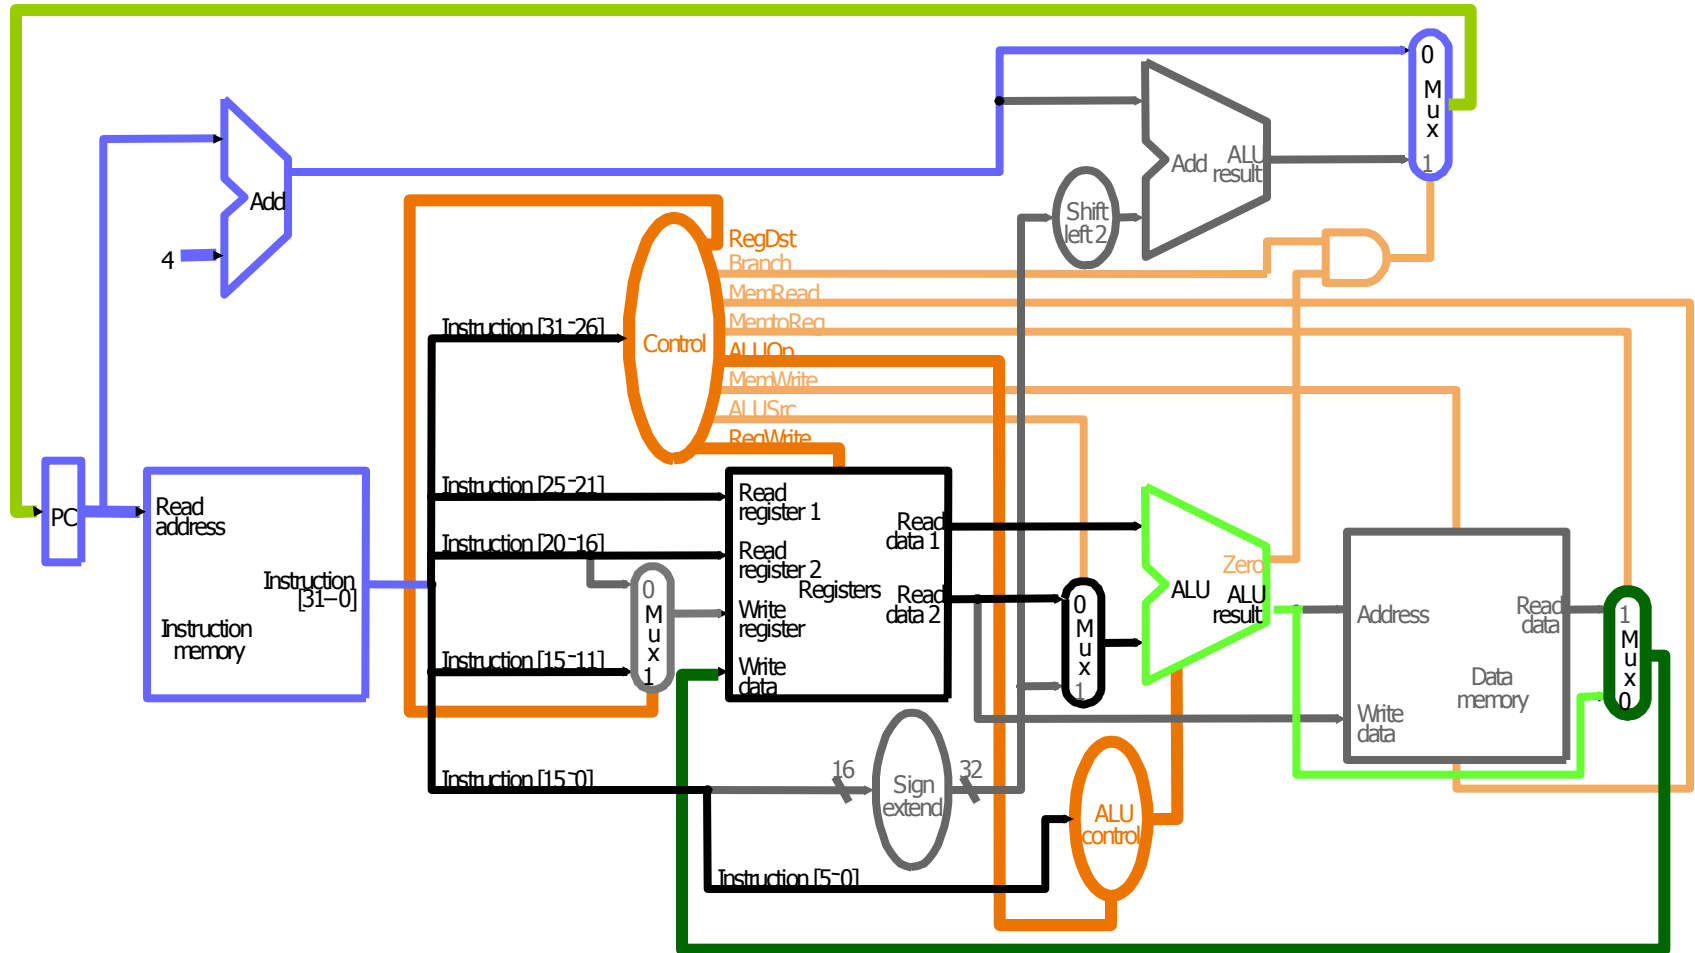 0
M
u
x
1
Add
ALU
result
Add
Shift
left 2
4
RegDst
Branch
MemRead
MemtoReg
ALUOp
MemWrite
ALUSrc
RegWrite
Control
Instruction [31-26]
Instruction [25-21]
Instruction [20-16]
Instruction [15-11]
Instruction [15-0]
Instruction [5-0]
PC
Read
address
Instruction
[31-0]
Instruction
memory
0
M
u
x
1
Read
register 1
Read
register 2
Write
register
Write
data
Registers
Read
data 1
Read
data 2
16
Sign
extend
32
0
M
u
x
1
Zero
ALU
ALU
result
ALU
control
Address
Read
data
Data
memory
Write
data
1
M
u
x
0